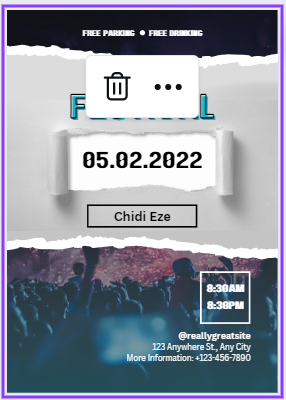 FREE PARKING ● FREE DRINKING
05.02.2022
Chidi Eze
8:30AM
8:30PM
@reallygreatsite
123 Anywhere St., Any City
More Information: +123-456-7890